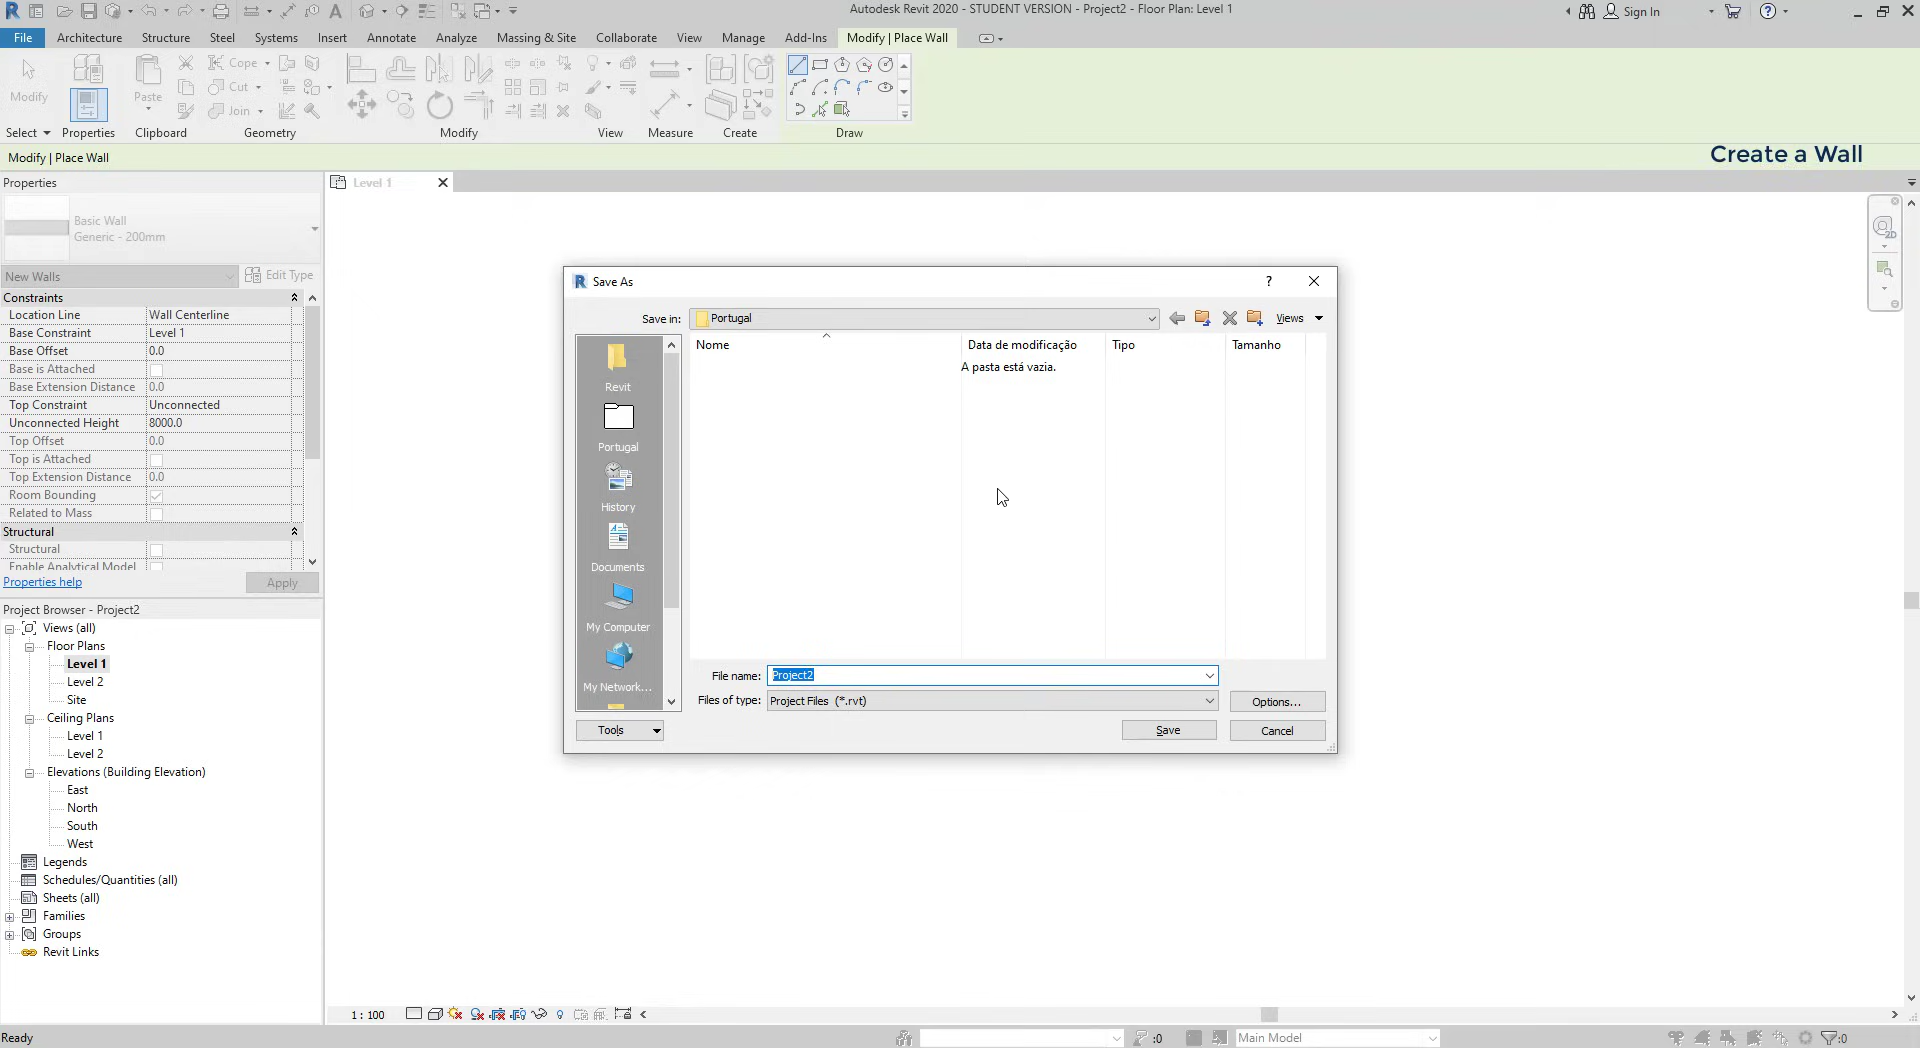 Autodesk Revit 2020 - STUDENT VERSION - Project2 - Floor Plan: Level 1
Sign In
File Architecture Structure Steel Systems Insert Annotate Analyze Massing & Site Collaborate View Manage Add-Ins Modify | Place Wall
Modify
Paste
Cope
Cut
Join
Select Properties Clipboard Geometry Modify View Measure Create Draw
Modify | Place Wall
Create a Wall
Properties
Level 1
Basic Wall
Generic - 200mm
New Walls
Edit Type
Constraints
Location Line Wall Centerline
Base Constraint Level 1
Base Offset 0.0
Base is Attached
Base Extension Distance 0.0
Top Constraint Unconnected
Unconnected Height 8000.0
Top Offset 0.0
Top is Attached
Top Extension Distance 0.0
Room Bounding
Related to Mass
Structural
Structural
Enable Analytical Model
Properties help
Apply
Project Browser - Project2
Views (all)
Floor Plans
Level 1
Level 2
Site
Ceiling Plans
Level 1
Level 2
Elevations (Building Elevation)
East
North
South
West
Legends
Schedules/Quantities (all)
Sheets (all)
Families
Groups
Revit Links
Save As
?
Save in: Portugal
Views
Nome Data de modificação Tipo Tamanho
A pasta está vazia.
Revit
Portugal
History
Documents
My Computer
My Network...
File name: Project2
Files of type: Project Files (*.rvt)
Options...
Tools
Save
Cancel
1 : 100
Ready
:0
Main Model
:0